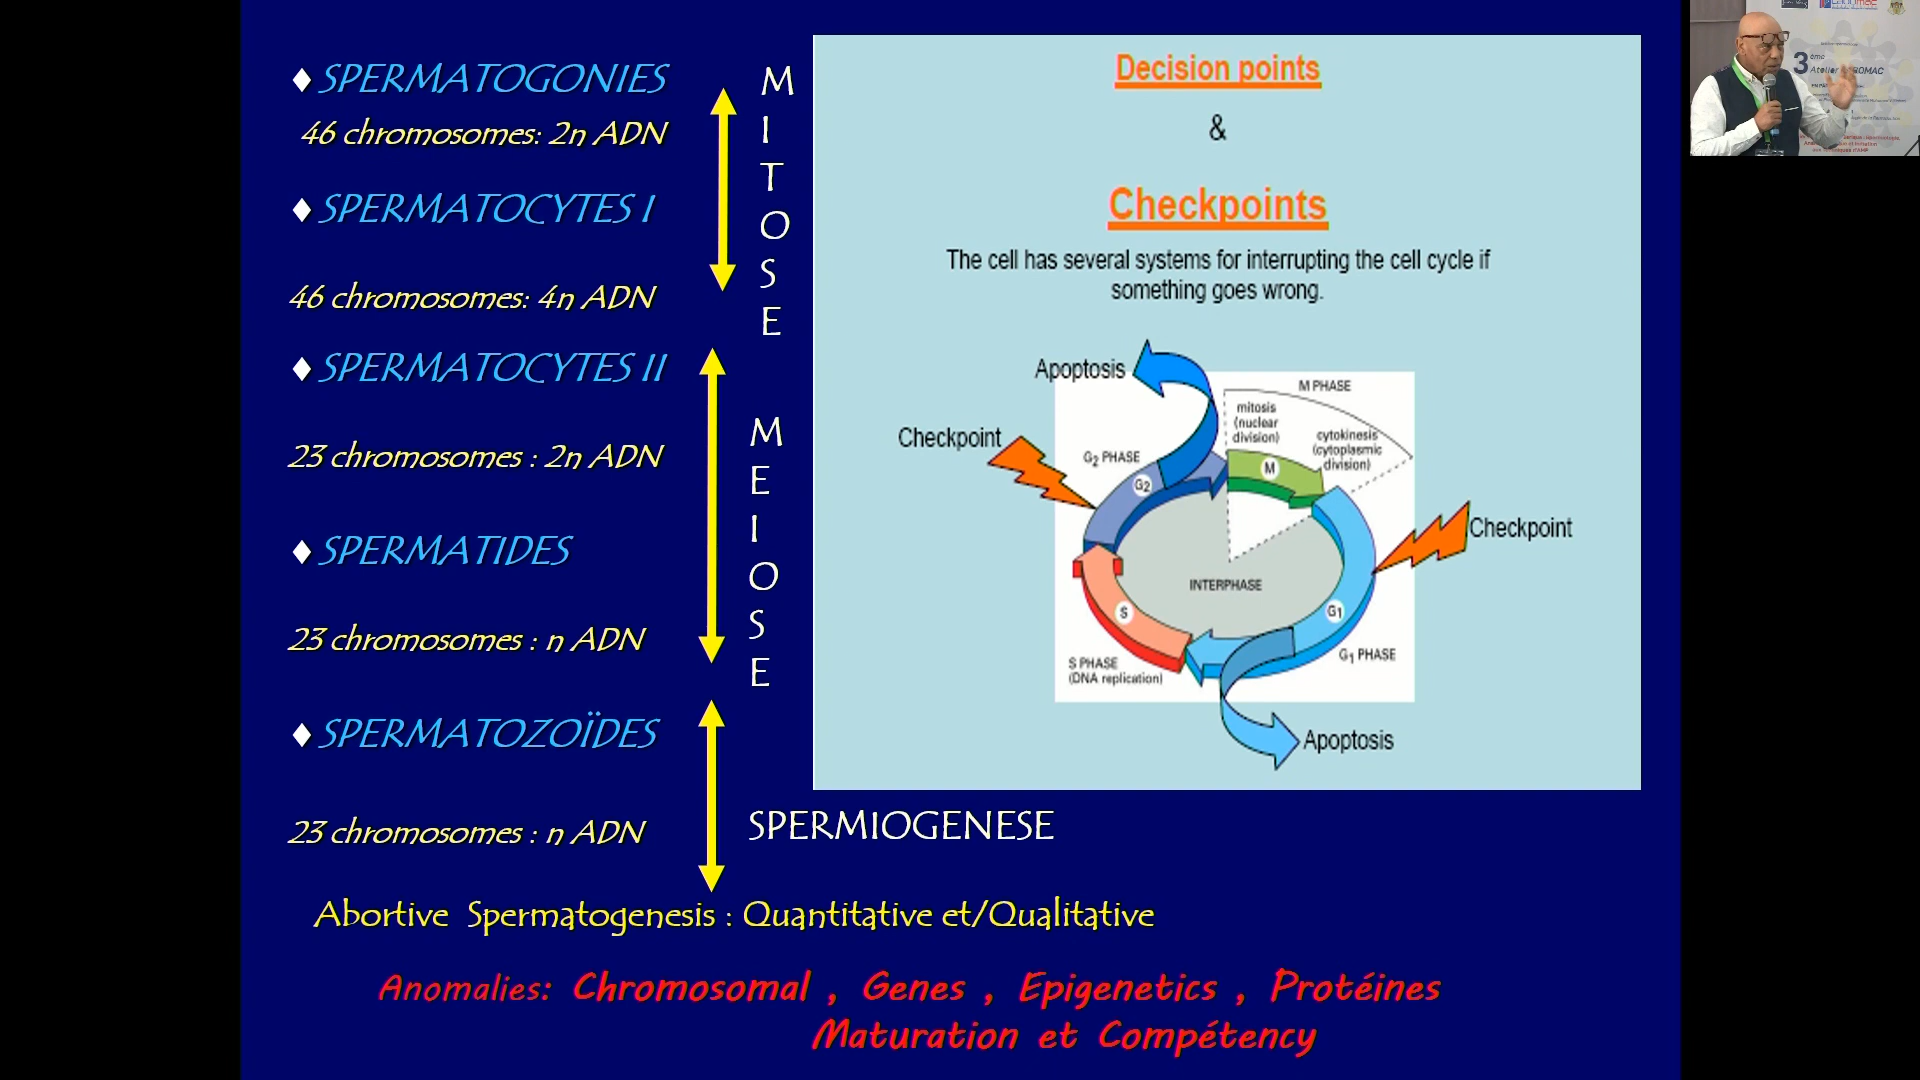 ♦ SPERMATOGONIES
46 chromosomes: 2n ADN
♦ SPERMATOCYTES I
46 chromosomes: 4n ADN
♦ SPERMATOCYTES II
23 chromosomes : 2n ADN
♦ SPERMATIDES
23 chromosomes : n ADN
♦ SPERMATOZOÏDES
23 chromosomes : n ADN
MITOSE
MEIOSE
SPERMIOGENESE
Decision points
&
Checkpoints
The cell has several systems for interrupting the cell cycle if
something goes wrong.
Apoptosis
M PHASE
mitosis
(nuclear
division)
cytokinesis
(cytoplasmic
division)
Checkpoint
G2 PHASE
G2
M
Checkpoint
INTERPHASE
S
G1
G1 PHASE
S PHASE
(DNA replication)
Apoptosis
Abortive Spermatogenesis : Quantitative et/Qualitative
Anomalies: Chromosomal , Genes , Epigenetics , Protéines
Maturation et Compétency
3ème
Atelier